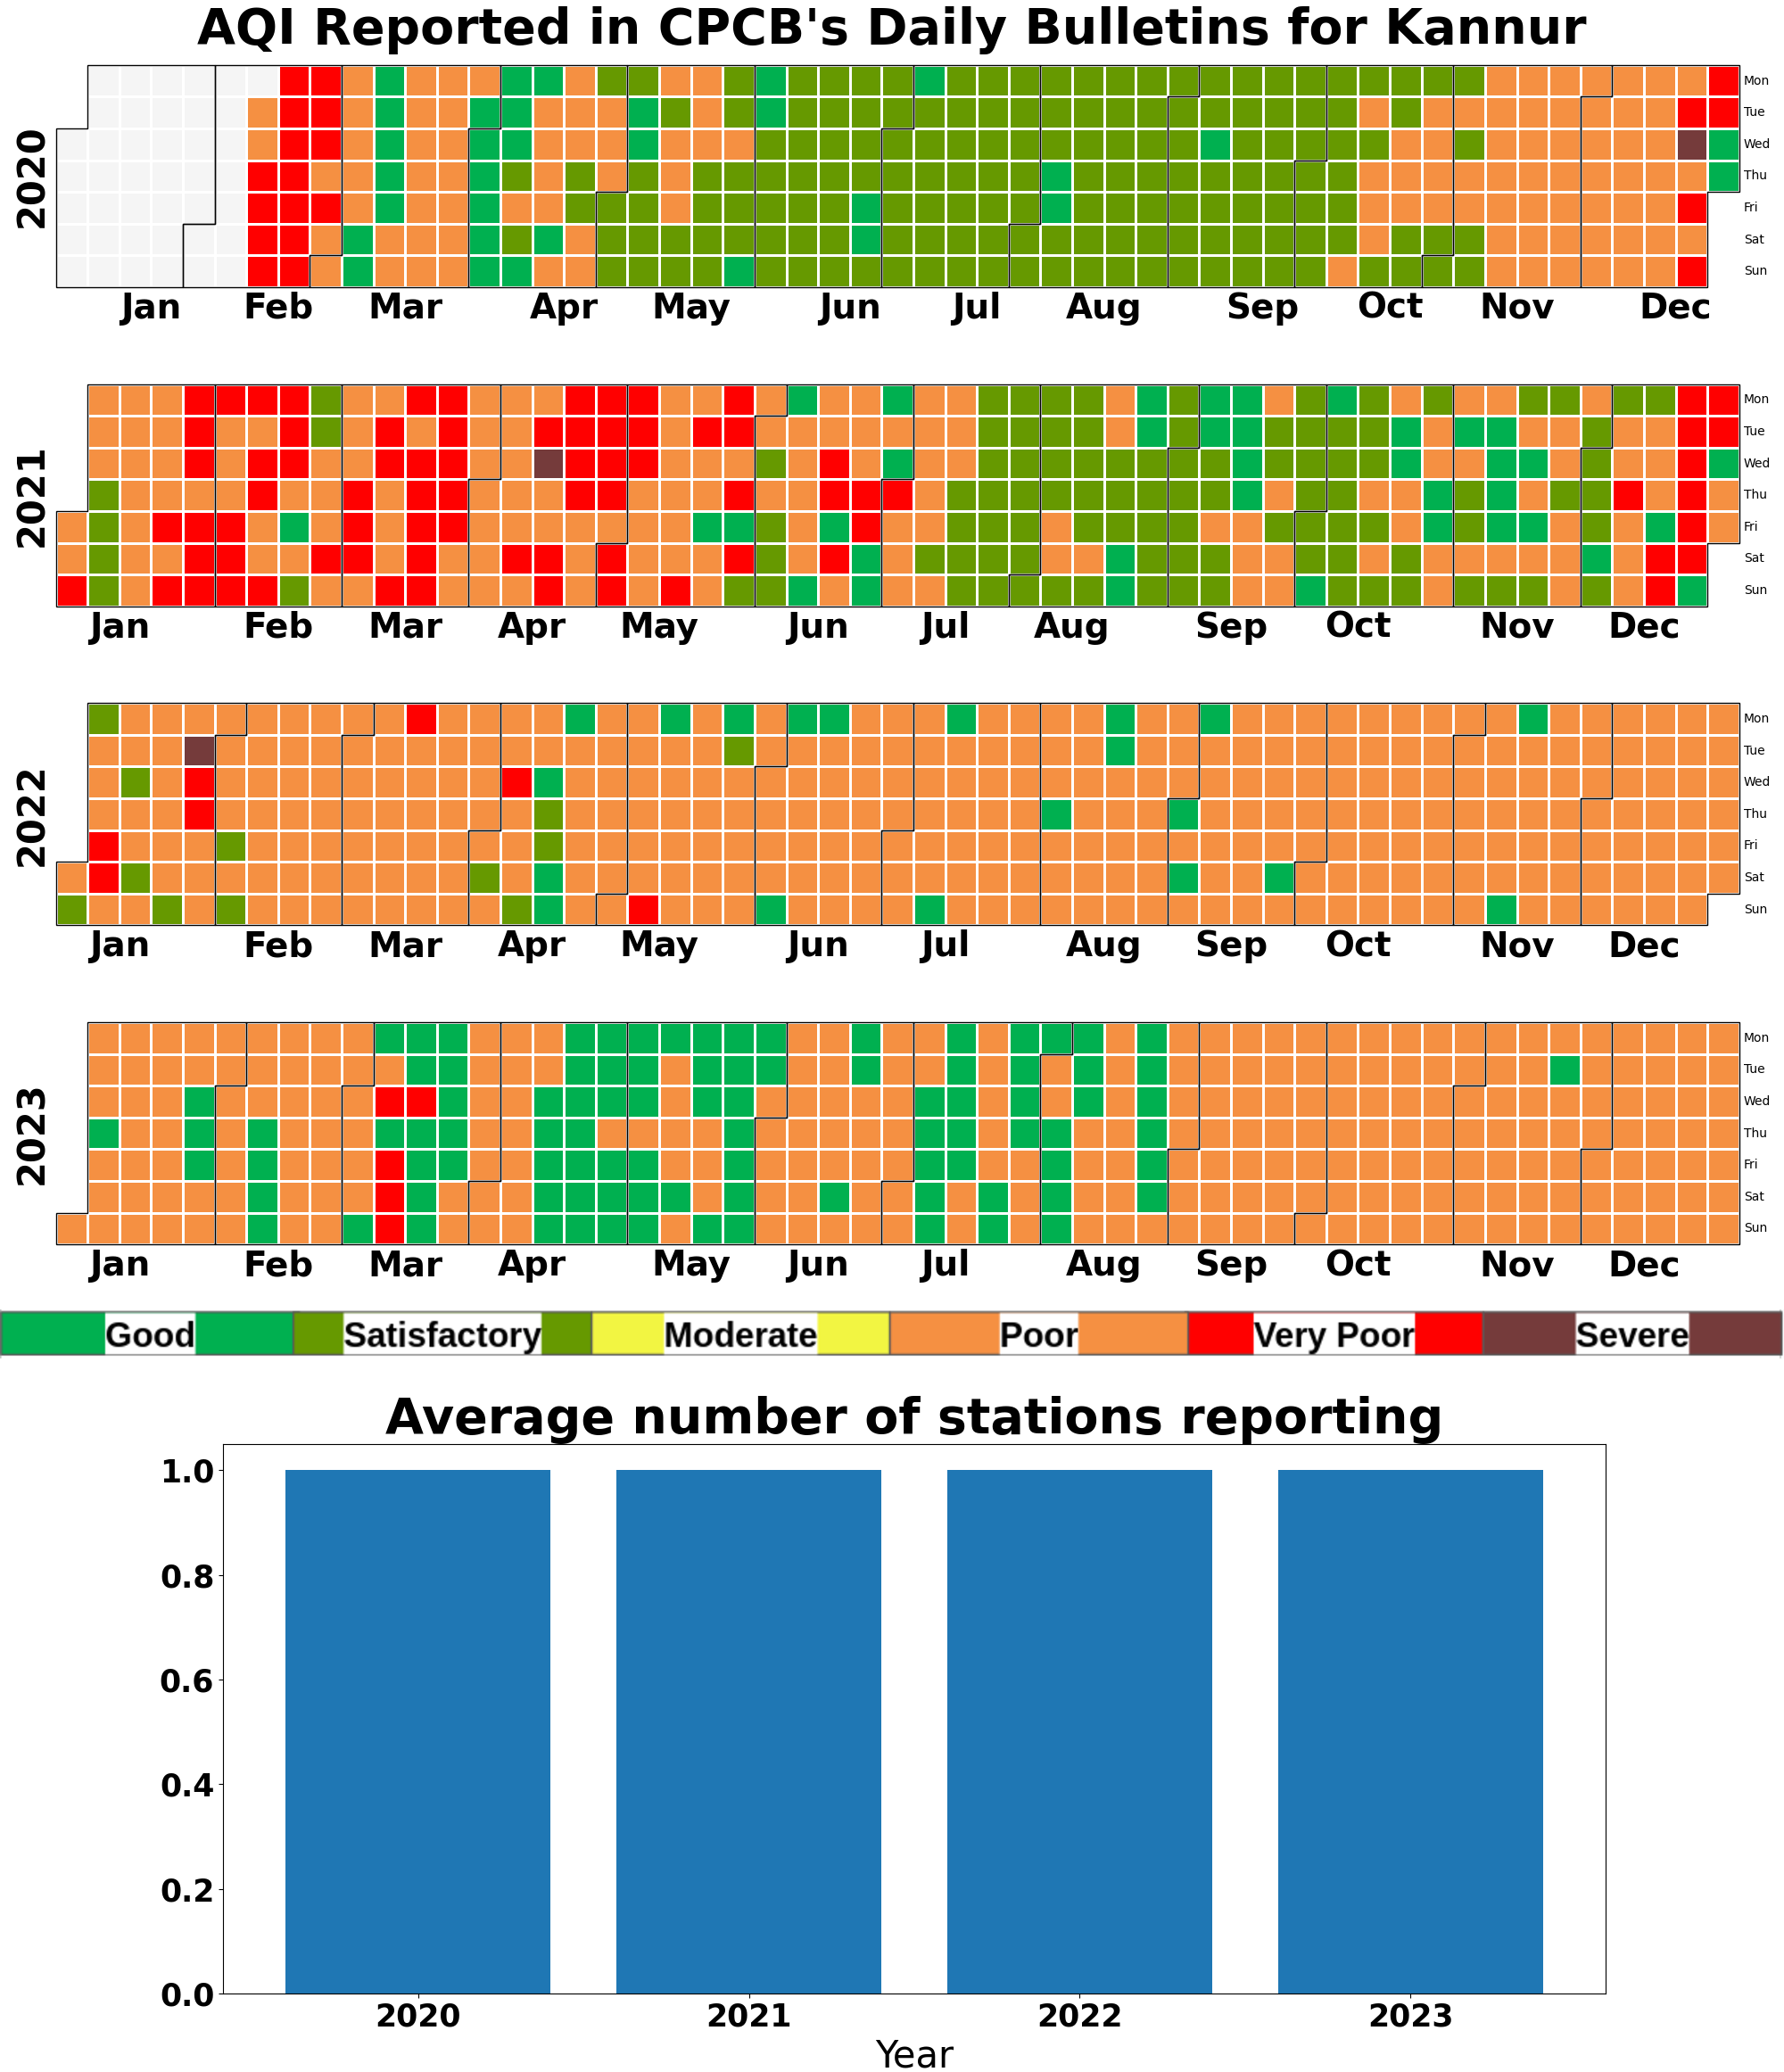 AQI Reported in CPCB's Daily Bulletins for Kannur
2020
Mon
Tue
Wed
Thu
Fri
Sat
Sun
Jan Feb Mar Apr May Jun Jul Aug Sep Oct Nov Dec
2021
Mon
Tue
Wed
Thu
Fri
Sat
Sun
Jan Feb Mar Apr May Jun Jul Aug Sep Oct Nov Dec
2022
Mon
Tue
Wed
Thu
Fri
Sat
Sun
Jan Feb Mar Apr May Jun Jul Aug Sep Oct Nov Dec
2023
Mon
Tue
Wed
Thu
Fri
Sat
Sun
Jan Feb Mar Apr May Jun Jul Aug Sep Oct Nov Dec
Good Satisfactory Moderate Poor Very Poor Severe
Average number of stations reporting
1.0
0.8
0.6
0.4
0.2
0.0
2020 2021 2022 2023
Year